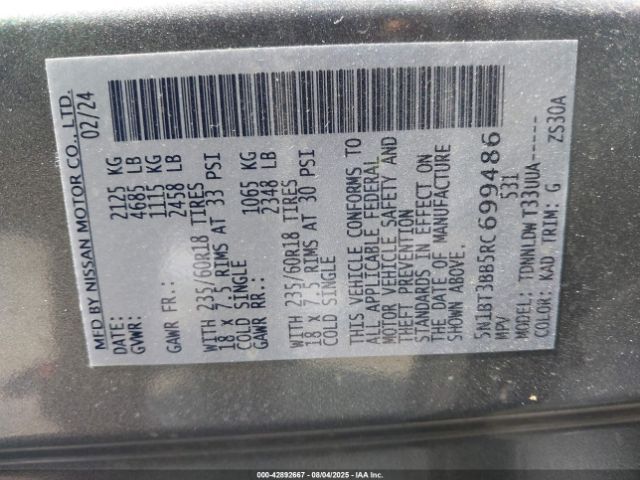 MFD BY NISSAN MOTOR CO., LTD.
DATE: 02/24
GVWR: 2125 KG
4685 LB
GAWR FR.: 1115 KG
2458 LB
WITH 235/60R18 TIRES
18 x 7.5 RIMS AT 33 PSI
COLD SINGLE
GAWR RR.: 1065 KG
2348 LB
WITH 235/60R18 TIRES
18 x 7.5 RIMS AT 30 PSI
COLD SINGLE
THIS VEHICLE CONFORMS TO
ALL APPLICABLE FEDERAL
MOTOR VEHICLE SAFETY AND
THEFT PREVENTION
STANDARDS IN EFFECT ON
THE DATE OF MANUFACTURE
SHOWN ABOVE.
5N1BT3BB5RC699486
MPV 531
MODEL: TDNNLDW T33UUA-----
COLOR: KAD TRIM: G ZS30A
000-42892667 - 08/04/2025 - IAAI.COM